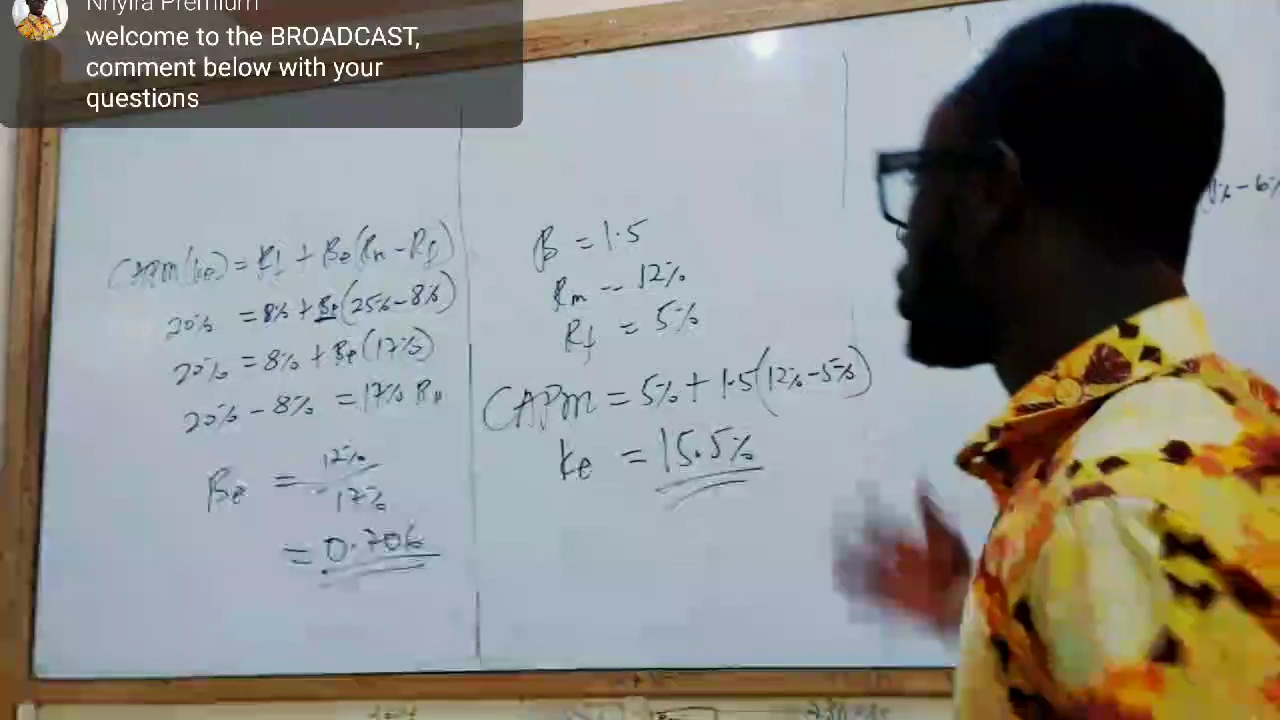 Nhyira Premium
welcome to the BROADCAST,
comment below with your
questions
CAPM(ke) = Rf + Be(Rm - Rf)
20% = 8% + Be(25% - 8%)
20% = 8% + Be(17%)
20% - 8% = 17% Be
Be = 12%
17%
= 0.706
β = 1.5
Rm - 12%
Rf = 5%
CAPM = 5% + 1.5(12% - 5%)
ke = 15.5%